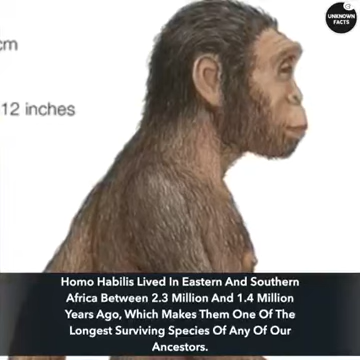 UNKNOWN
FACTS
cm
12 inches
Homo Habilis Lived In Eastern And Southern
Africa Between 2.3 Million And 1.4 Million
Years Ago, Which Makes Them One Of The
Longest Surviving Species Of Any Of Our
Ancestors.